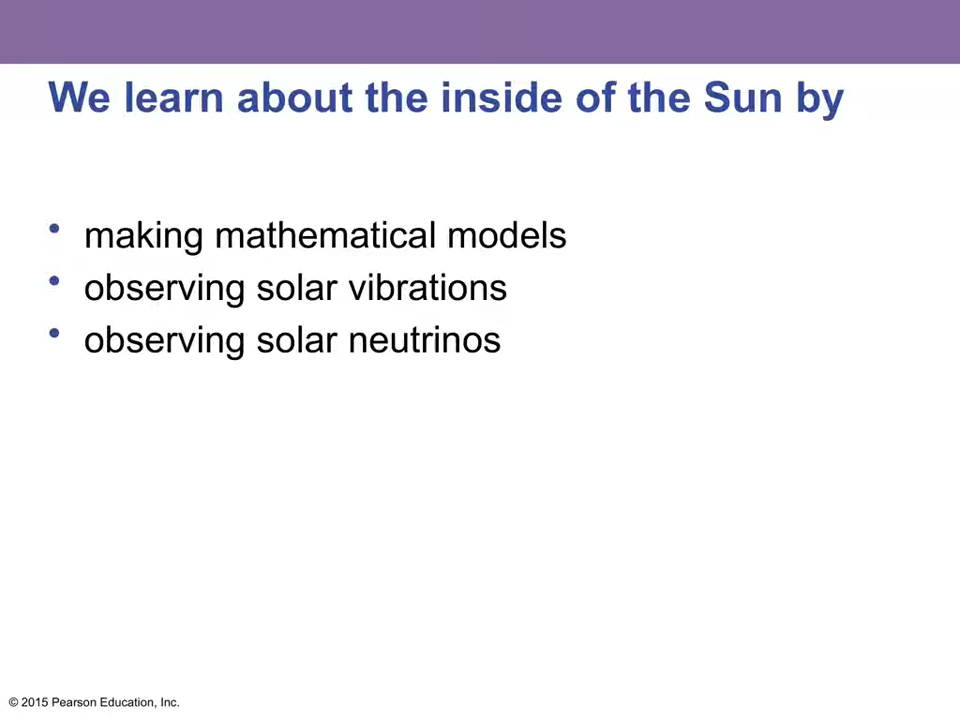 We learn about the inside of the Sun by
• making mathematical models
• observing solar vibrations
• observing solar neutrinos
© 2015 Pearson Education, Inc.